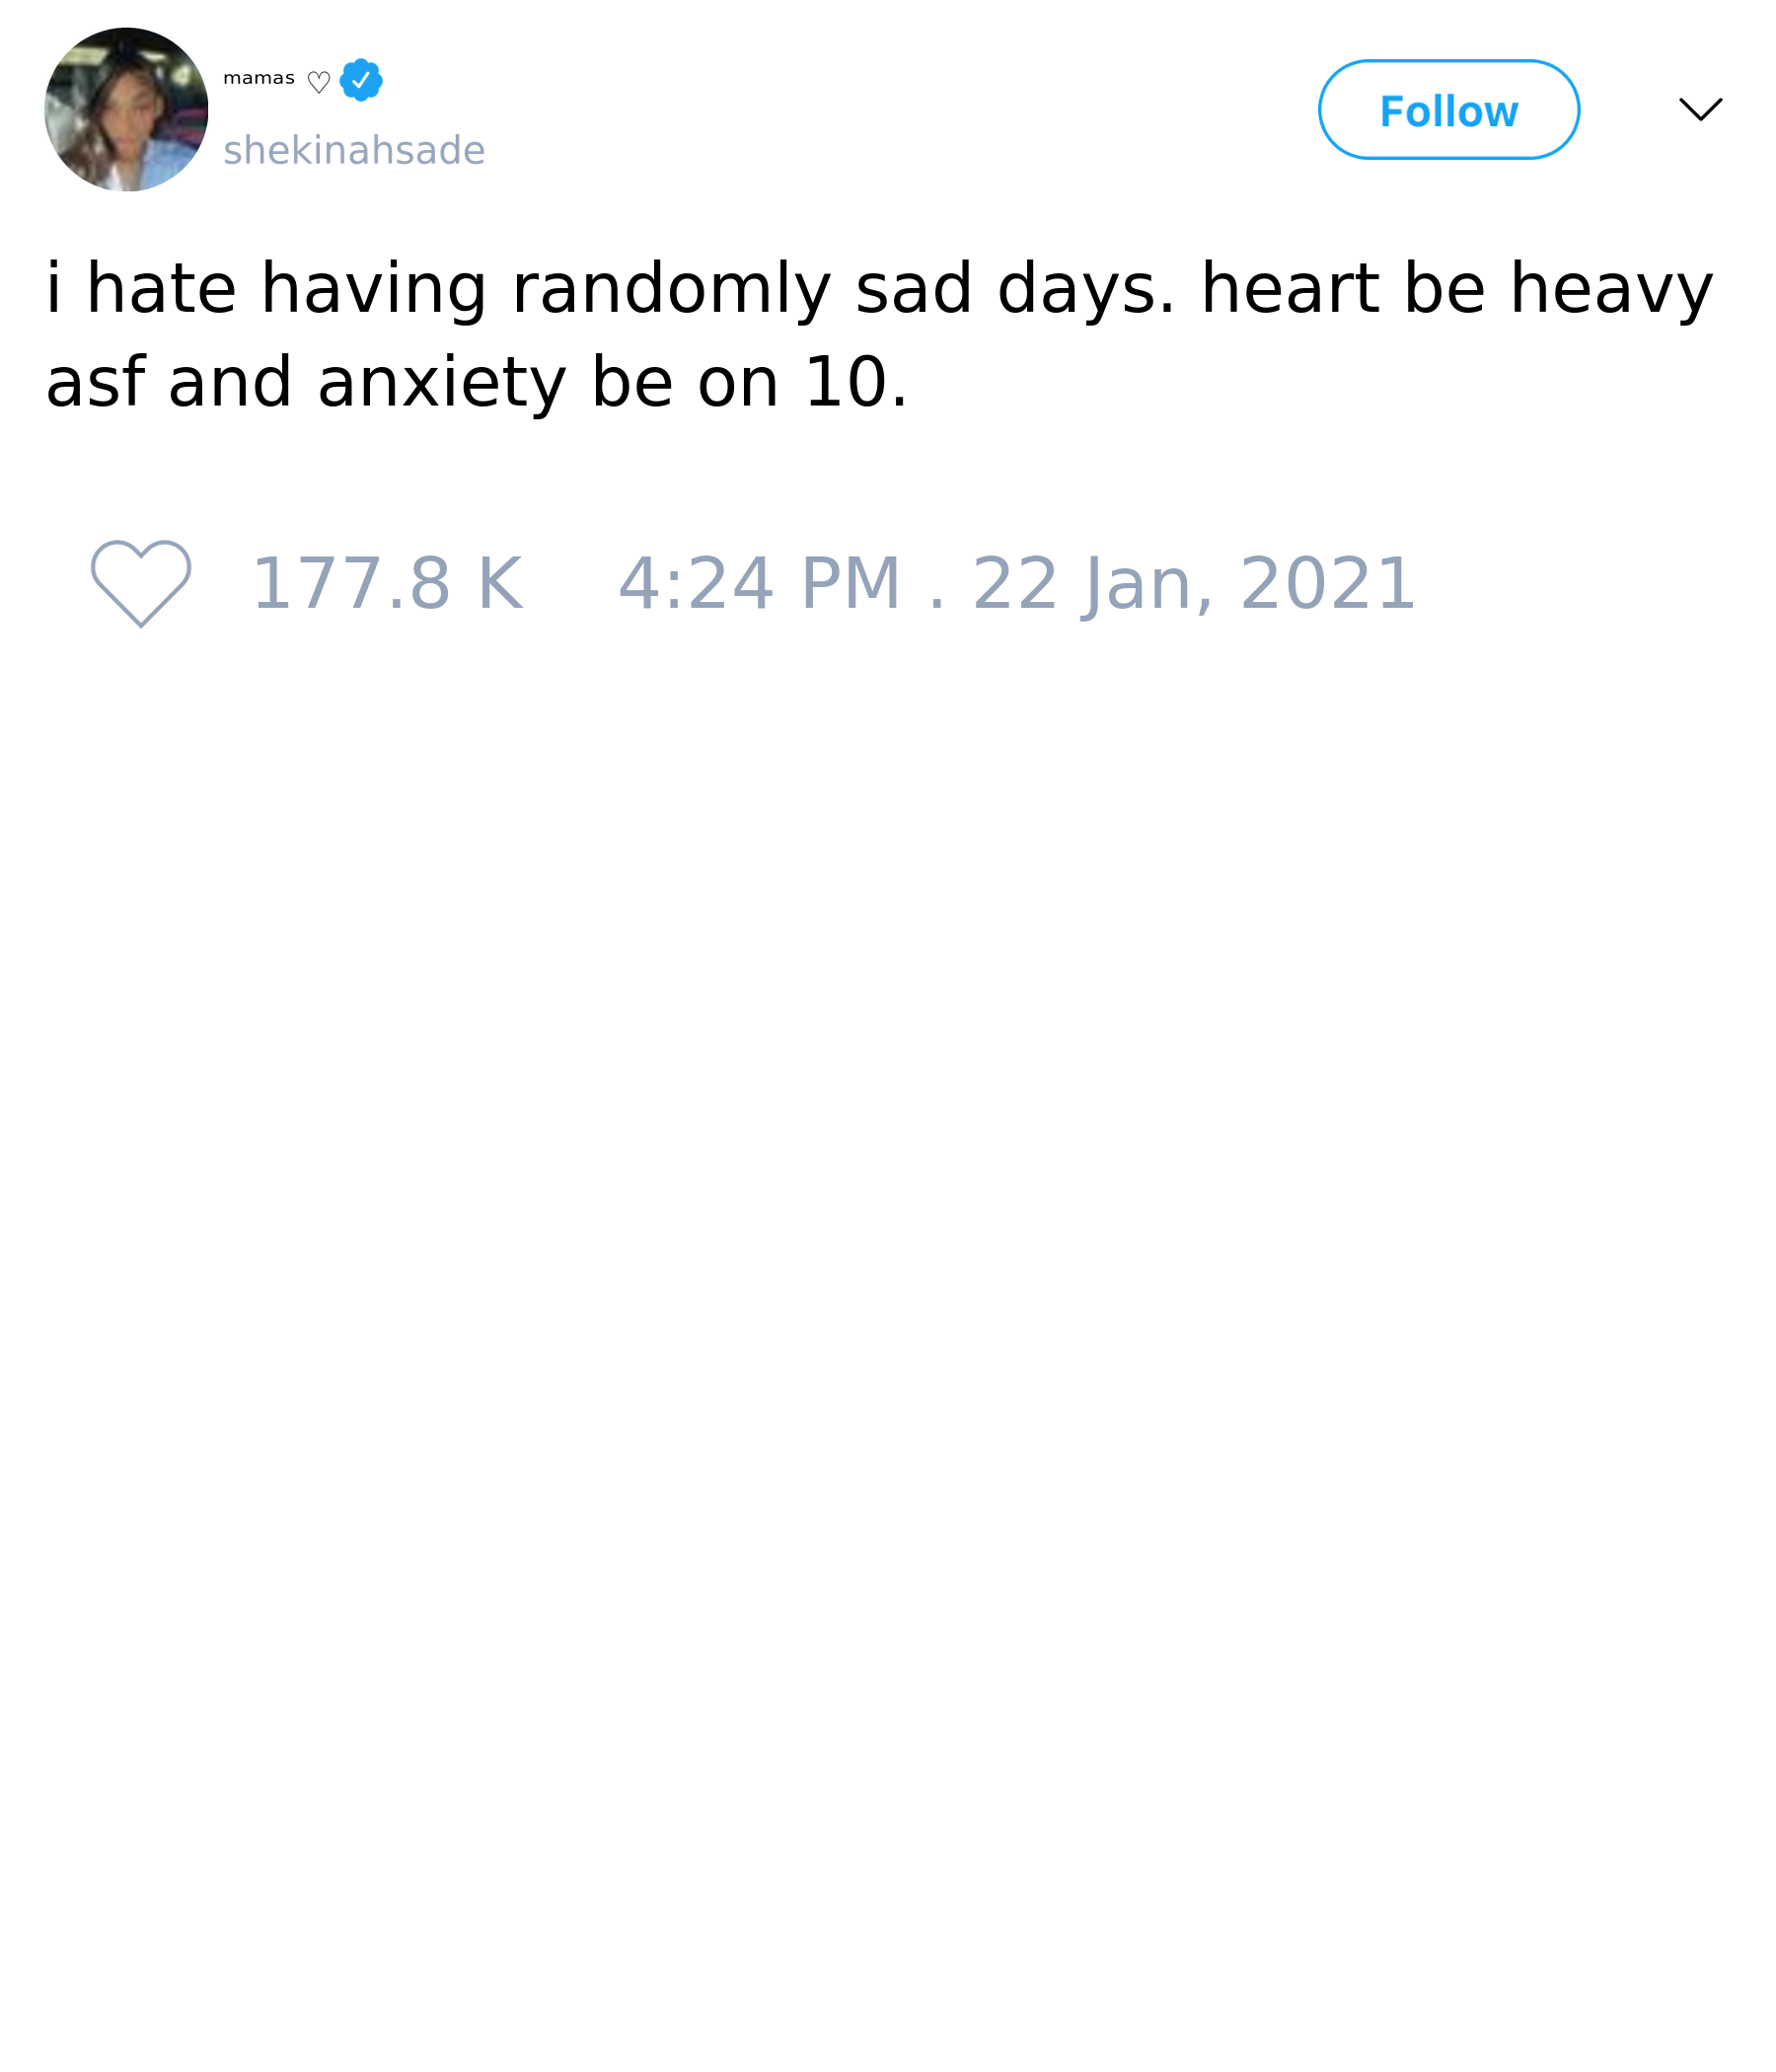 ᵐᵃᵐᵃˢ ♡
shekinahsade
Follow
i hate having randomly sad days. heart be heavy
asf and anxiety be on 10.
177.8 K 4:24 PM . 22 Jan, 2021